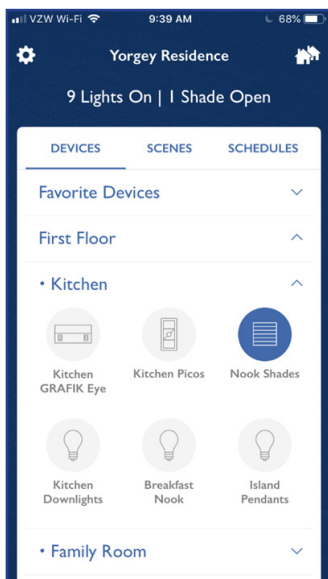 VZW Wi-Fi 9:39 AM 68%
Yorgey Residence
9 Lights On | 1 Shade Open
DEVICES SCENES SCHEDULES
Favorite Devices
First Floor
• Kitchen
Kitchen Kitchen Picos Nook Shades
GRAFIK Eye
Kitchen Breakfast Island
Downlights Nook Pendants
• Family Room